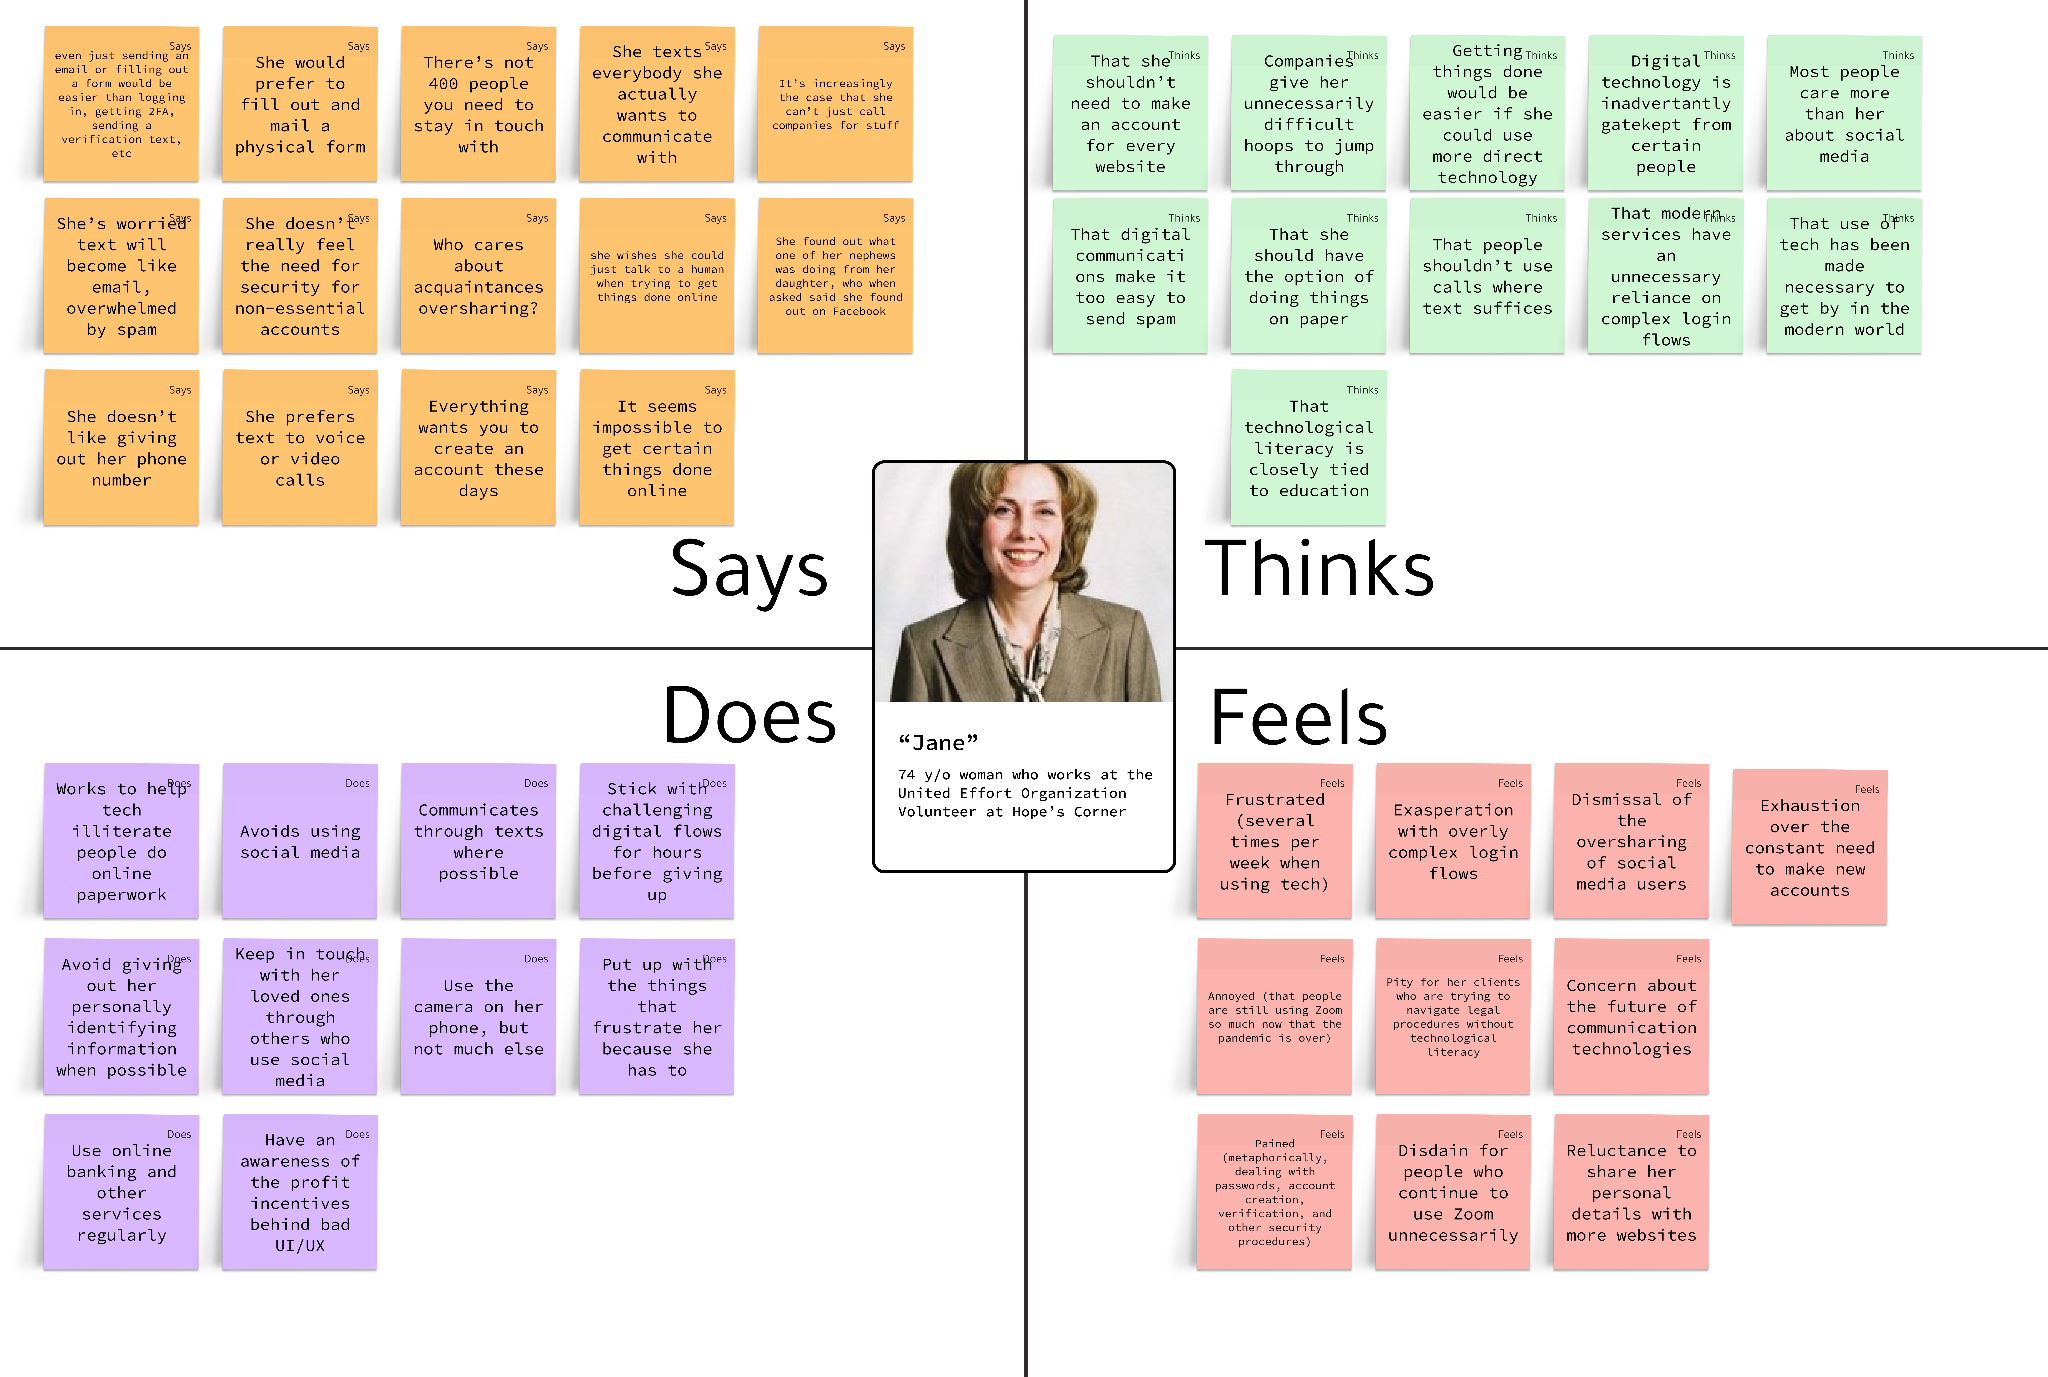 Says
even just sending an
email or filling out
a form would be
easier than logging
in, getting 2FA,
sending a
verification text,
etc
Says
She would
prefer to
fill out and
mail a
physical form
Says
There's not
400 people
you need to
stay in touch
with
Says
She texts
everybody she
actually
wants to
communicate
with
Says
It's increasingly
the case that she
can't just call
companies for stuff
Says
She's worried
text will
become like
email,
overwhelmed
by spam
Says
She doesn't
really feel
the need for
security for
non-essential
accounts
Says
Who cares
about
acquaintances
oversharing?
Says
she wishes she could
just talk to a human
when trying to get
things done online
Says
She found out what
one of her nephews
was doing from her
daughter, who when
asked said she found
out on Facebook
Says
She doesn't
like giving
out her phone
number
Says
She prefers
text to voice
or video
calls
Says
Everything
wants you to
create an
account these
days
Says
It seems
impossible to
get certain
things done
online
Says
Thinks
That she
shouldn't
need to make
an account
for every
website
Thinks
Companies
give her
unnecessarily
difficult
hoops to jump
through
Thinks
Getting
things done
would be
easier if she
could use
more direct
technology
Thinks
Digital
technology is
inadvertantly
gatekept from
certain
people
Thinks
Most people
care more
than her
about social
media
Thinks
That digital
communicati
ons make it
too easy to
send spam
Thinks
That she
should have
the option of
doing things
on paper
Thinks
That people
shouldn't use
calls where
text suffices
Thinks
That modern
services have
an
unnecessary
reliance on
complex login
flows
Thinks
That use of
tech has been
made
necessary to
get by in the
modern world
Thinks
That
technological
literacy is
closely tied
to education
Thinks
"Jane"
74 y/o woman who works at the
United Effort Organization
Volunteer at Hope's Corner
Does
Does
Works to help
tech
illiterate
people do
online
paperwork
Does
Avoids using
social media
Does
Communicates
through texts
where
possible
Does
Stick with
challenging
digital flows
for hours
before giving
up
Does
Avoid giving
out her
personally
identifying
information
when possible
Does
Keep in touch
with her
loved ones
through
others who
use social
media
Does
Use the
camera on her
phone, but
not much else
Does
Put up with
the things
that
frustrate her
because she
has to
Does
Use online
banking and
other
services
regularly
Does
Have an
awareness of
the profit
incentives
behind bad
UI/UX
Feels
Feels
Frustrated
(several
times per
week when
using tech)
Feels
Exasperation
with overly
complex login
flows
Feels
Dismissal of
the
oversharing
of social
media users
Feels
Exhaustion
over the
constant need
to make new
accounts
Feels
Annoyed (that people
are still using Zoom
so much now that the
pandemic is over)
Feels
Pity for her clients
who are trying to
navigate legal
procedures without
technological
literacy
Feels
Concern about
the future of
communication
technologies
Feels
Pained
(metaphorically,
dealing with
passwords, account
creation,
verification, and
other security
procedures)
Feels
Disdain for
people who
continue to
use Zoom
unnecessarily
Feels
Reluctance to
share her
personal
details with
more websites